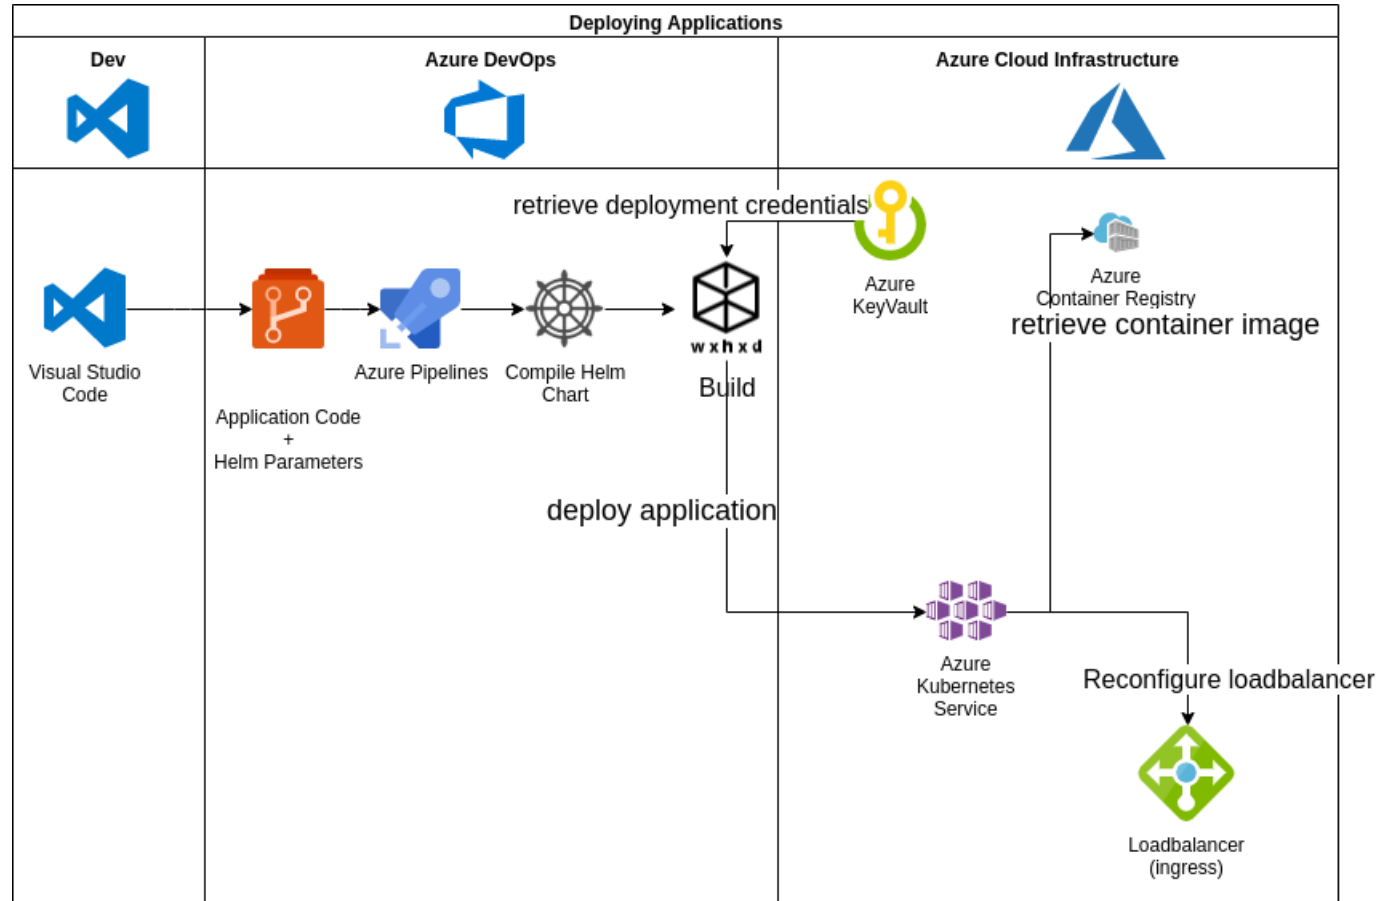 Deploying Applications
Dev
Azure DevOps
Azure Cloud Infrastructure
retrieve deployment credentials
Azure
KeyVault
Azure
Container Registry
retrieve container image
w x h x d
Build
Visual Studio
Code
Application Code
+
Helm Parameters
Azure Pipelines
Compile Helm
Chart
deploy application
Azure
Kubernetes
Service
Reconfigure loadbalancer
Loadbalancer
(ingress)